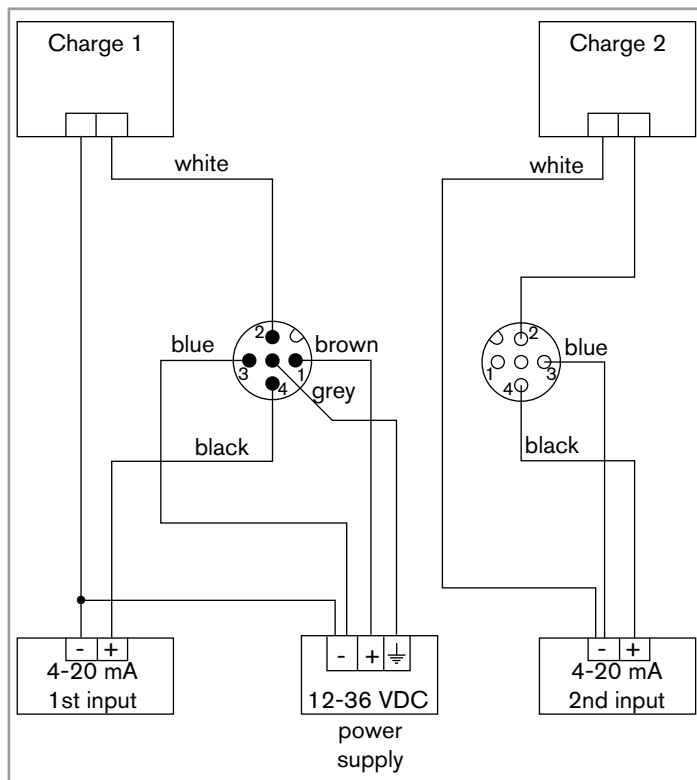 Charge 1
Charge 2
white
white
2
2
blue
brown
blue
3
1
1
3
4
grey
4
black
black
- +
- +
- +
4-20 mA
1st input
12-36 VDC
power
supply
4-20 mA
2nd input